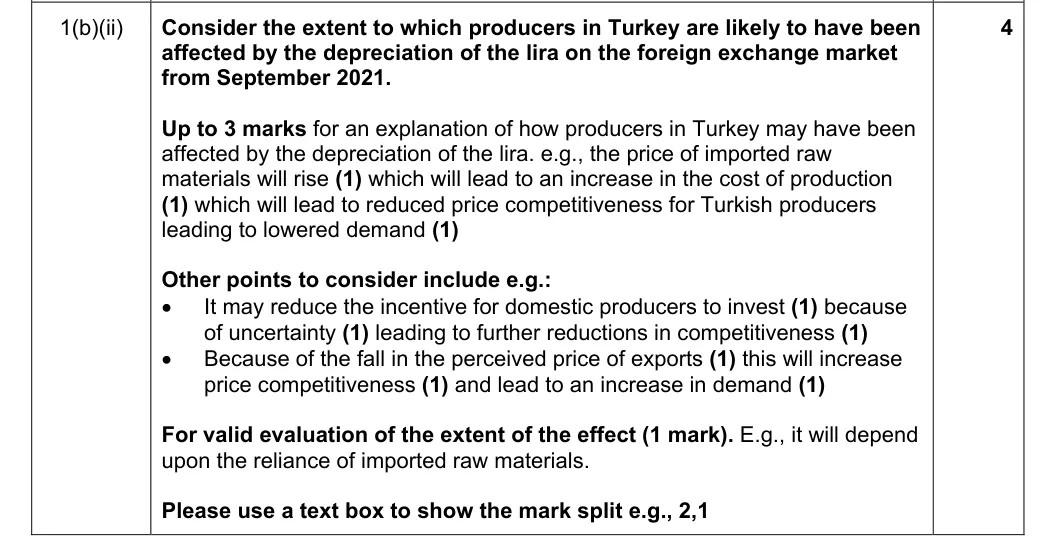 1(b)(ii)
Consider the extent to which producers in Turkey are likely to have been
4
affected by the depreciation of the lira on the foreign exchange market
from September 2021.
Up to 3 marks for an explanation of how producers in Turkey may have been
affected by the depreciation of the lira. e.g., the price of imported raw
materials will rise (1) which will lead to an increase in the cost of production
(1) which will lead to reduced price competitiveness for Turkish producers
leading to lowered demand (1)
Other points to consider include e.g.:
• It may reduce the incentive for domestic producers to invest (1) because
of uncertainty (1) leading to further reductions in competitiveness (1)
• Because of the fall in the perceived price of exports (1) this will increase
price competitiveness (1) and lead to an increase in demand (1)
For valid evaluation of the extent of the effect (1 mark). E.g., it will depend
upon the reliance of imported raw materials.
Please use a text box to show the mark split e.g., 2,1